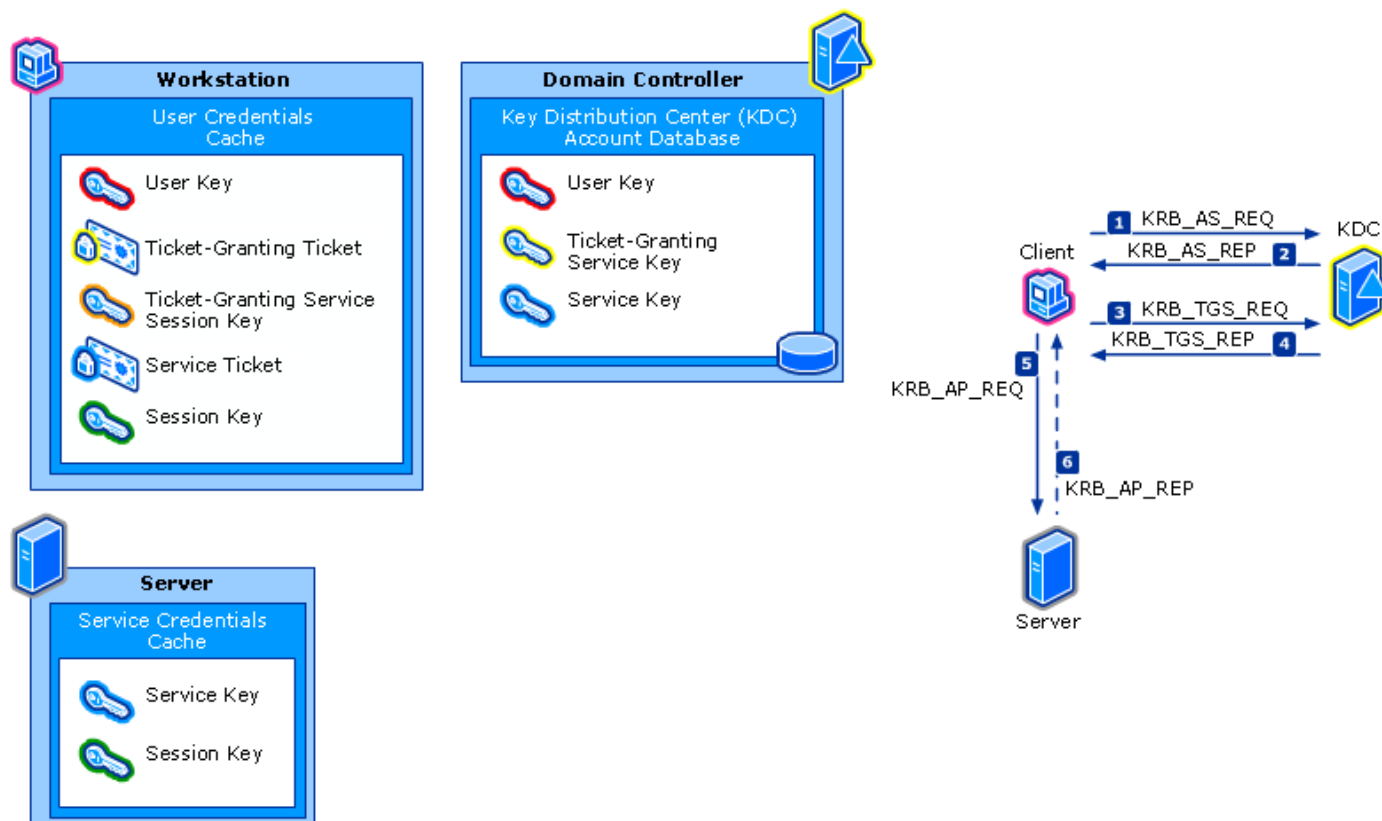 Workstation
User Credentials
Cache
User Key
Ticket-Granting Ticket
Ticket-Granting Service
Session Key
Service Ticket
Session Key
Domain Controller
Key Distribution Center (KDC)
Account Database
User Key
Ticket-Granting
Service Key
Service Key
Server
Service Credentials
Cache
Service Key
Session Key
1 KRB_AS_REQ
KDC
Client
KRB_AS_REP 2
3 KRB_TGS_REQ
KRB_TGS_REP 4
5
KRB_AP_REQ
6
KRB_AP_REP
Server